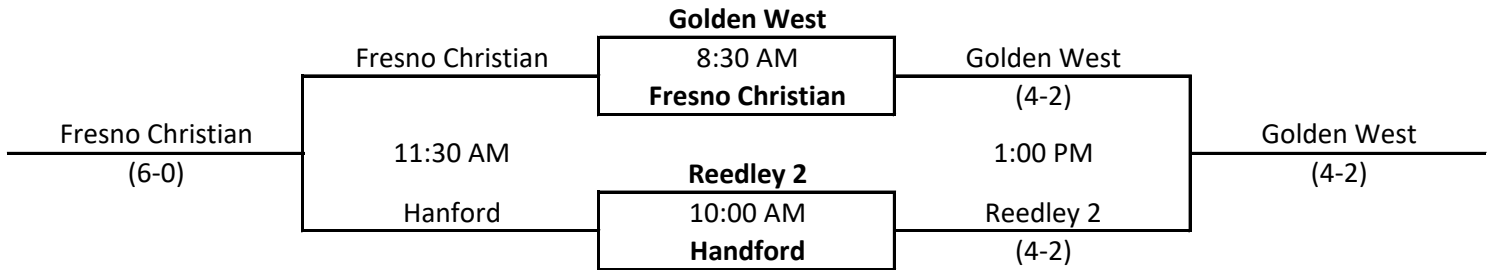 Golden West
Fresno Christian 8:30 AM Golden West
Fresno Christian (4-2)
Fresno Christian 11:30 AM 1:00 PM Golden West
(6-0) Reedley 2 (4-2)
Hanford 10:00 AM Reedley 2
Handford (4-2)